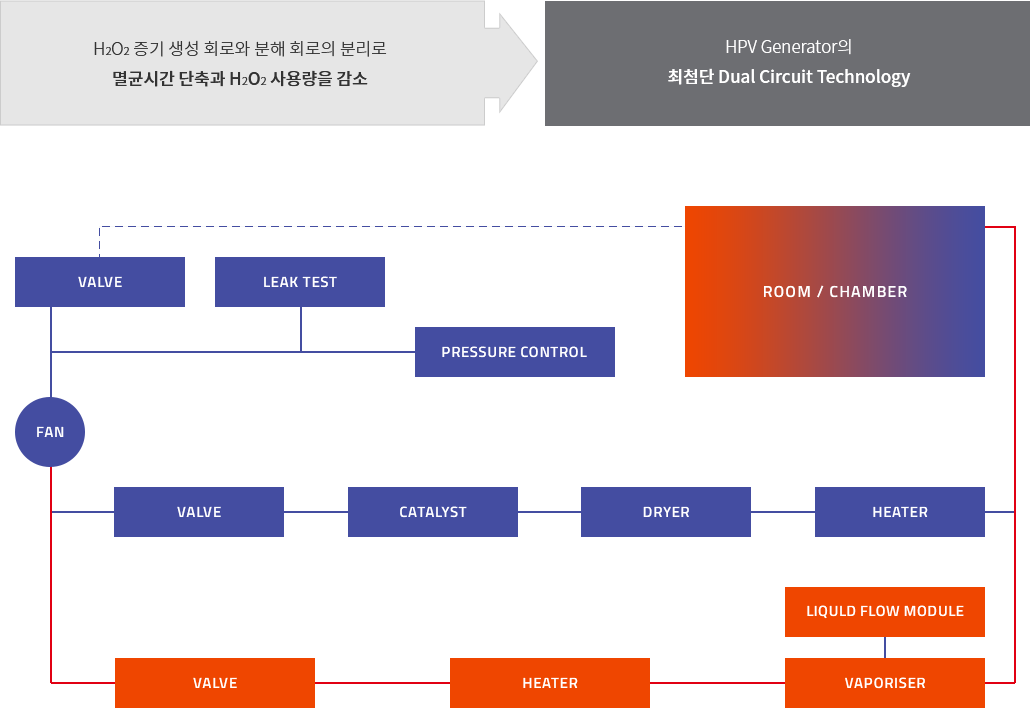 H₂O₂ 증기 생성 회로와 분해 회로의 분리로
멸균시간 단축과 H₂O₂ 사용량을 감소
HPV Generator의
최첨단 Dual Circuit Technology
ROOM / CHAMBER
VALVE
LEAK TEST
PRESSURE CONTROL
FAN
VALVE
CATALYST
DRYER
HEATER
LIQULD FLOW MODULE
VALVE
HEATER
VAPORISER